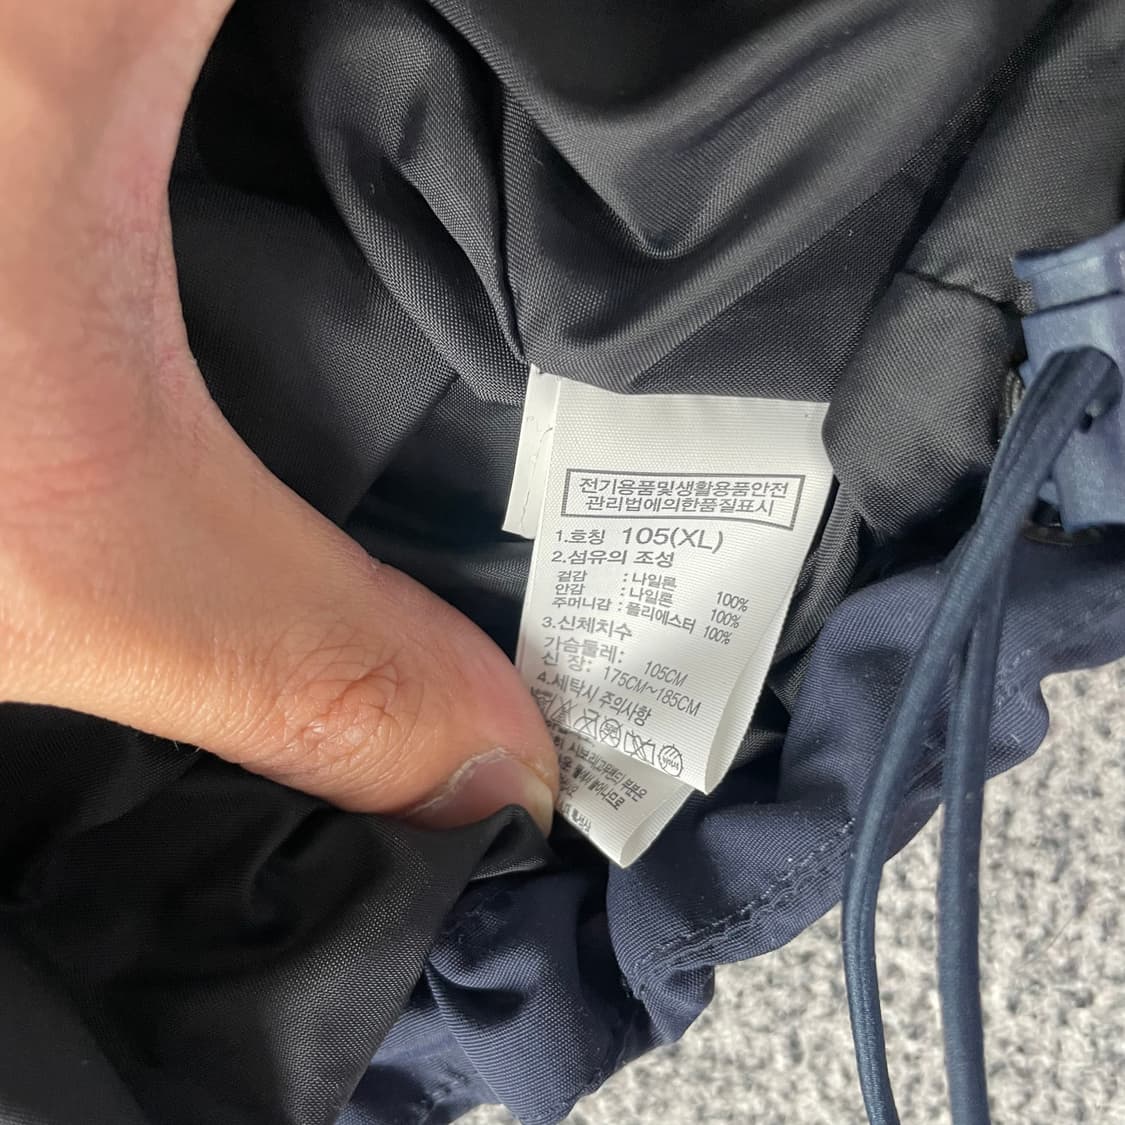 전기용품및생활용품안전
관리법에의한품질표시
1.호칭 105(XL)
2.섬유의 조성
겉감 : 나일론 100%
안감 : 나일론 100%
주머니감 : 폴리에스터 100%
3.신체치수
가슴둘레: 105CM
신 장: 175CM~185CM
4.세탁시 주의사항
부분은